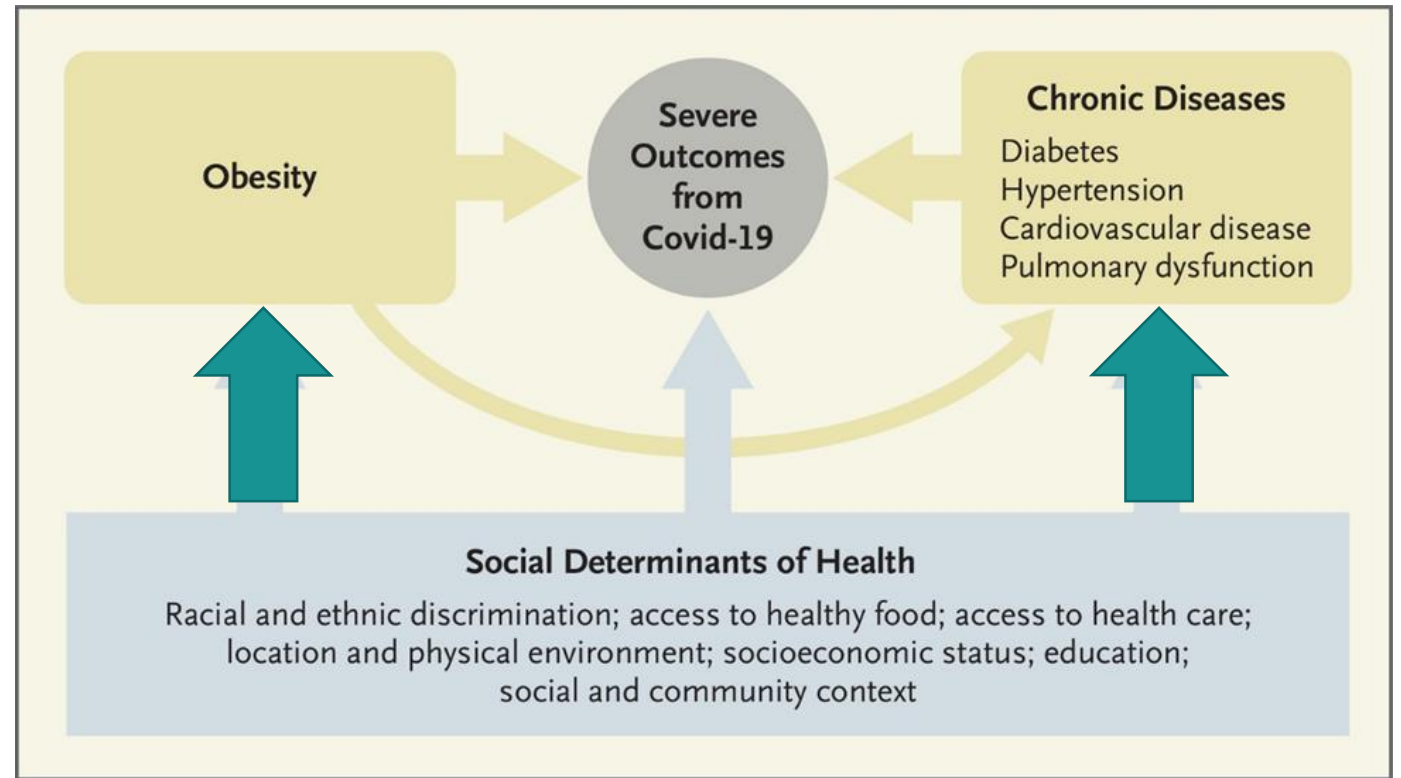 Obesity
Severe
Outcomes
from
Covid-19
Chronic Diseases
Diabetes
Hypertension
Cardiovascular disease
Pulmonary dysfunction
Social Determinants of Health
Racial and ethnic discrimination; access to healthy food; access to health care;
location and physical environment; socioeconomic status; education;
social and community context